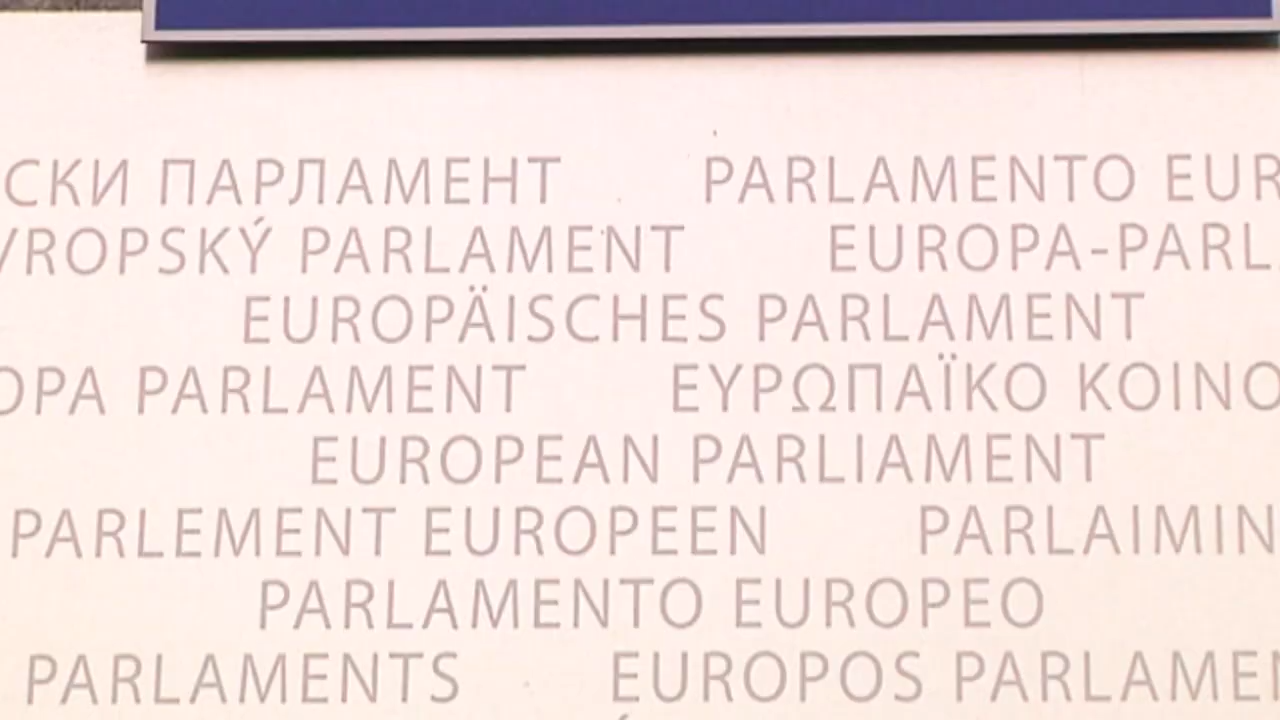 СКИ ПАРЛАМЕНТ PARLAMENTO EUR
VROPSKÝ PARLAMENT EUROPA-PARL
EUROPÄISCHES PARLAMENT
OPA PARLAMENT ΕΥΡΩΠΑΪΚΟ ΚΟΙΝΟ
EUROPEAN PARLIAMENT
PARLEMENT EUROPEEN PARLAIMIN
PARLAMENTO EUROPEO
PARLAMENTS EUROPOS PARLAMEN